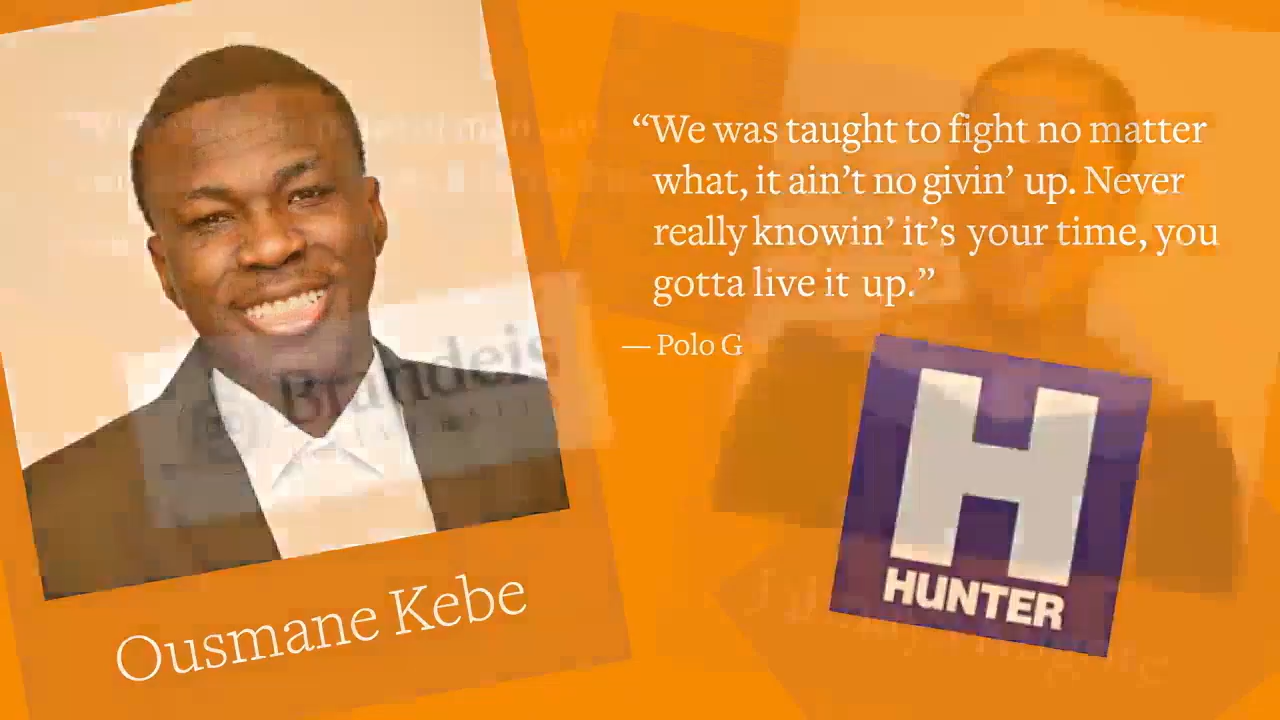 “We was taught to fight no matter
what, it ain’t no givin’ up. Never
really knowin’ it’s your time, you
gotta live it up.”
— Polo G
Brandeis
H
HUNTER
Ousmane Kebe